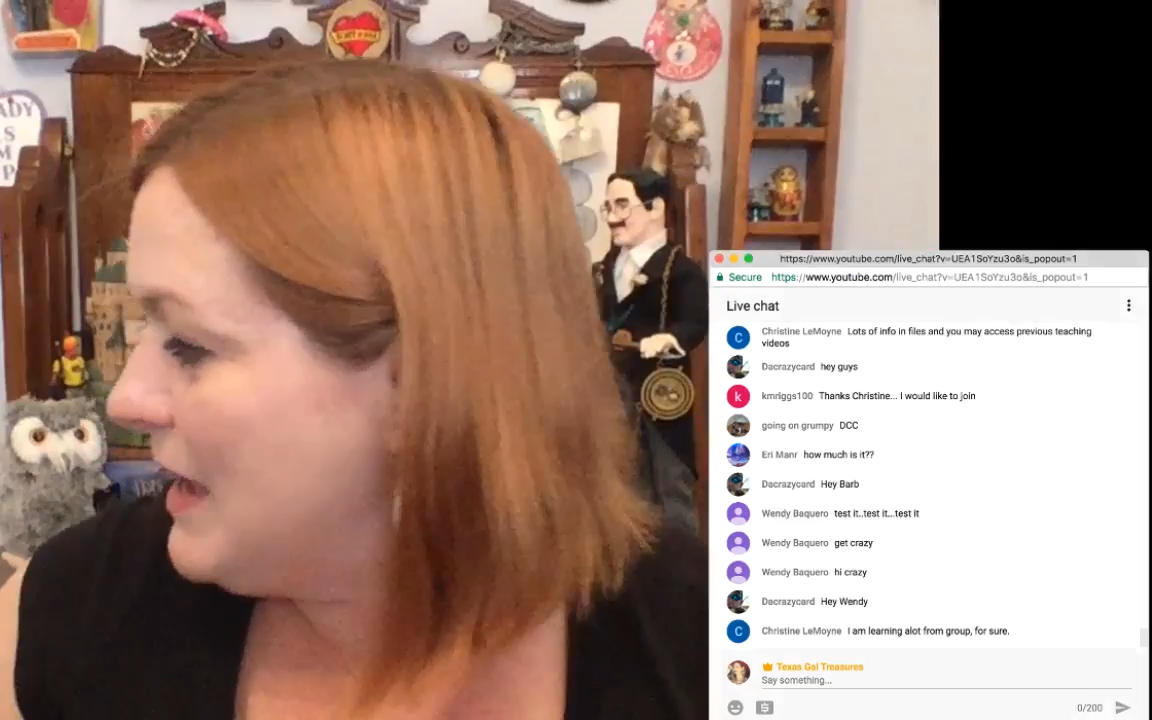 ADY
S
M
P
https://www.youtube.com/live_chat?v=UEA1SoYzu3o&is_popout=1
Secure https://www.youtube.com/live_chat?v=UEA1SoYzu3o&is_popout=1
Live chat
C Christine LeMoyne Lots of info in files and you may access previous teaching
videos
Dacrazycard hey guys
k kmriggs100 Thanks Christine... I would like to join
going on grumpy DCC
Eri Manr how much is it??
Dacrazycard Hey Barb
Wendy Baquero test it..test it...test it
Wendy Baquero get crazy
Wendy Baquero hi crazy
Dacrazycard Hey Wendy
C Christine LeMoyne I am learning alot from group, for sure.
Texas Gal Treasures
Say something...
0/200